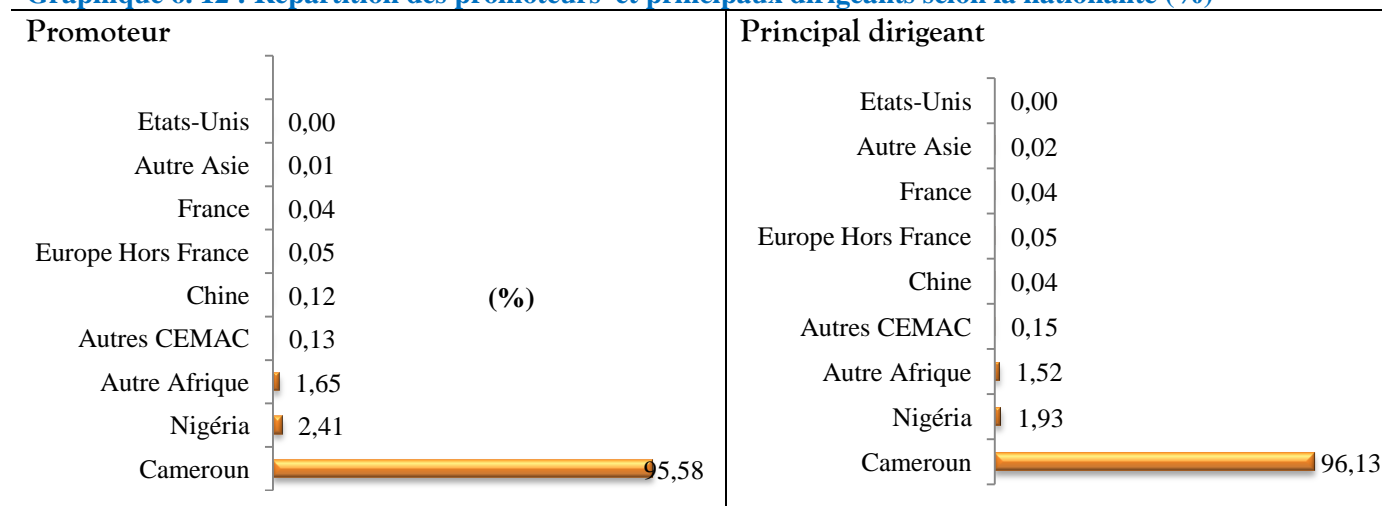 Graphique 6. 12 : Répartition des promoteurs et principaux dirigeants selon la nationalité (%)
Promoteur
Etats-Unis 0,00
Autre Asie 0,01
France 0,04
Europe Hors France 0,05
Chine 0,12 (%)
Autres CEMAC 0,13
Autre Afrique 1,65
Nigéria 2,41
Cameroun 95,58
Principal dirigeant
Etats-Unis 0,00
Autre Asie 0,02
France 0,04
Europe Hors France 0,05
Chine 0,04
Autres CEMAC 0,15
Autre Afrique 1,52
Nigéria 1,93
Cameroun 96,13